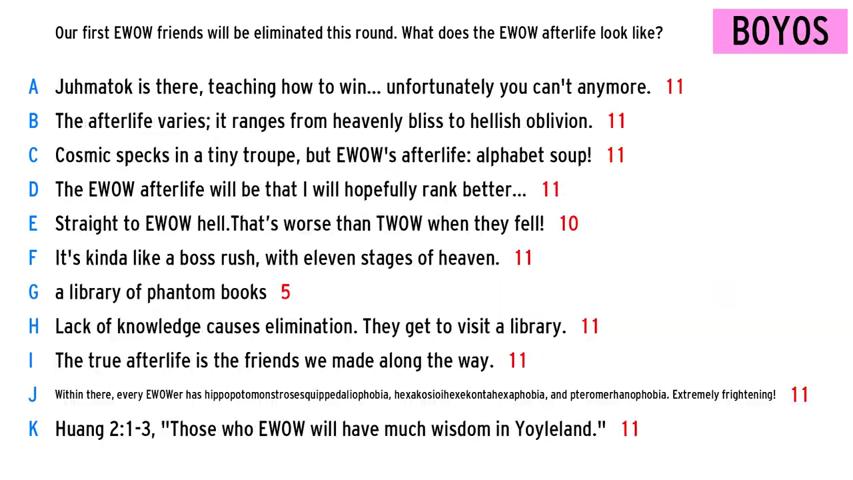 Our first EWOW friends will be eliminated this round. What does the EWOW afterlife look like?
BOYOS
A Juhmatok is there, teaching how to win... unfortunately you can't anymore. 11
B The afterlife varies; it ranges from heavenly bliss to hellish oblivion. 11
C Cosmic specks in a tiny troupe, but EWOW's afterlife: alphabet soup! 11
D The EWOW afterlife will be that I will hopefully rank better... 11
E Straight to EWOW hell.That's worse than TWOW when they fell! 10
F It's kinda like a boss rush, with eleven stages of heaven. 11
G a library of phantom books 5
H Lack of knowledge causes elimination. They get to visit a library. 11
I The true afterlife is the friends we made along the way. 11
J Within there, every EWOWer has hippopotomonstrosesquippedaliophobia, hexakosioihexekontahexaphobia, and pteromerhanophobia. Extremely frightening! 11
K Huang 2:1-3, "Those who EWOW will have much wisdom in Yoyleland." 11